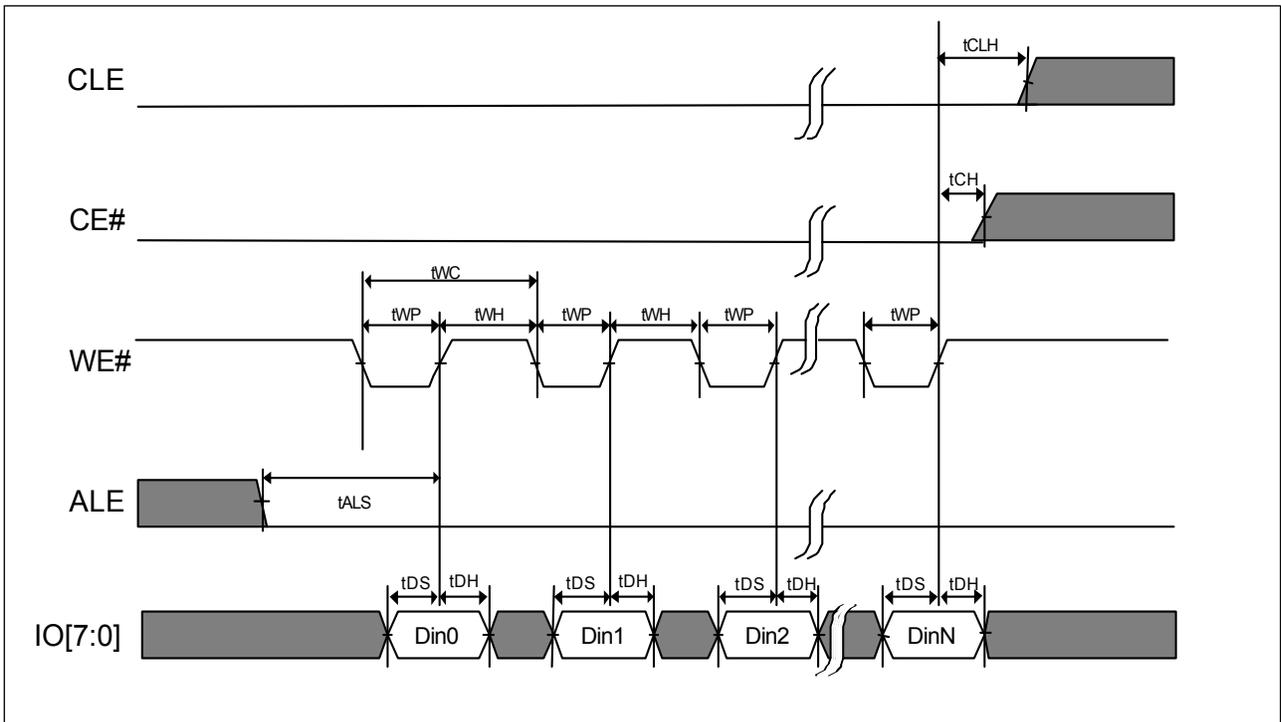 CLE
tCLH
CE#
tCH
tWC
WE#
tWP
tWH
tWP
tWH
tWP
tWP
ALE
tALS
tDS
tDH
tDS
tDH
tDS
tDH
tDS
tDH
IO[7:0]
Din0
Din1
Din2
DinN